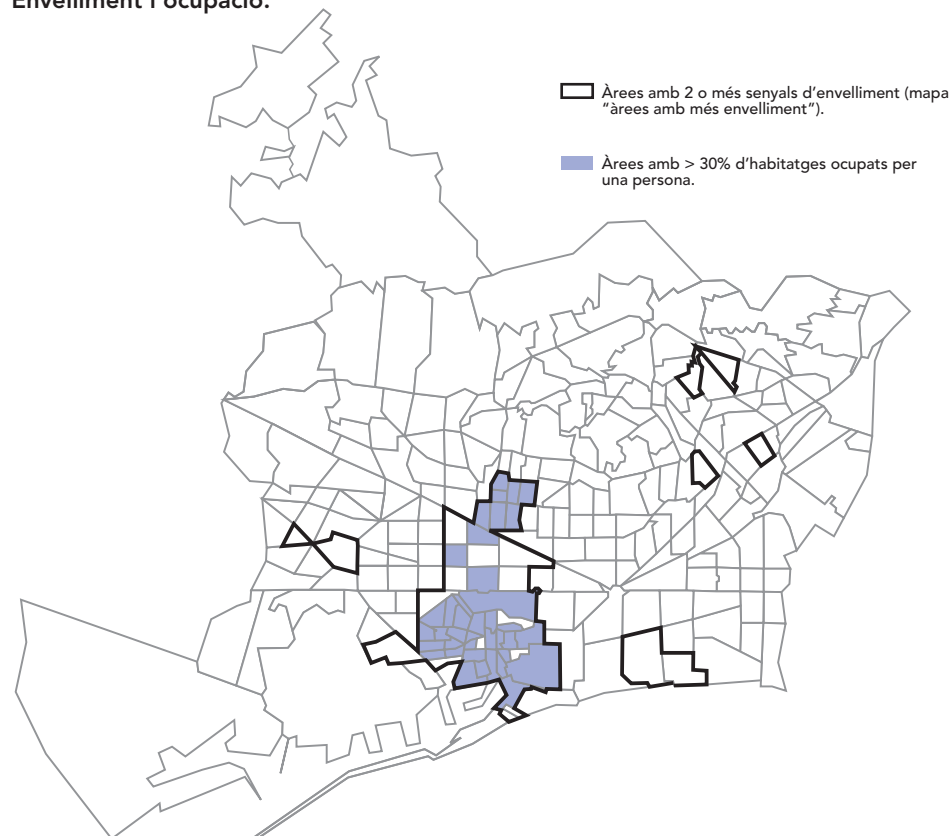 Envelliment i ocupació.
Àrees amb 2 o més senyals d'envelliment (mapa
“àrees amb més envelliment”).
Àrees amb > 30% d'habitatges ocupats per
una persona.